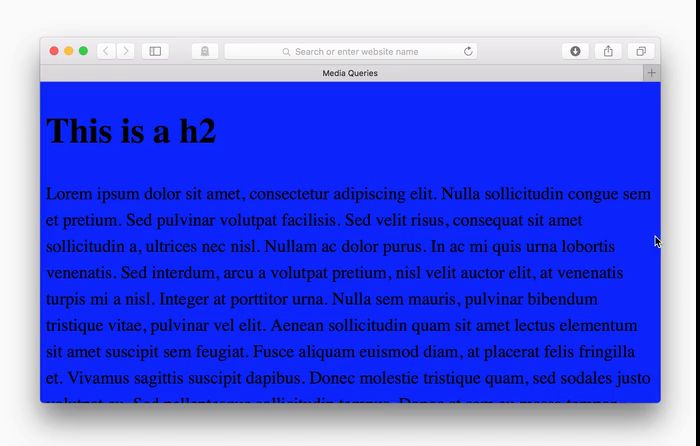 Search or enter website name
Media Queries
This is a h2
Lorem ipsum dolor sit amet, consectetur adipiscing elit. Nulla sollicitudin congue sem
et pretium. Sed pulvinar volutpat facilisis. Sed velit risus, consequat sit amet
sollicitudin a, ultrices nec nisl. Nullam ac dolor purus. In ac mi quis urna lobortis
venenatis. Sed interdum, arcu a volutpat pretium, nisl velit auctor elit, at venenatis
turpis mi a nisl. Integer at porttitor urna. Nulla sem mauris, pulvinar bibendum
tristique vitae, pulvinar vel elit. Aenean sollicitudin quam sit amet lectus elementum
sit amet suscipit sem feugiat. Fusce aliquam euismod diam, at placerat felis fringilla
et. Vivamus sagittis suscipit dapibus. Donec molestie tristique quam, sed sodales justo